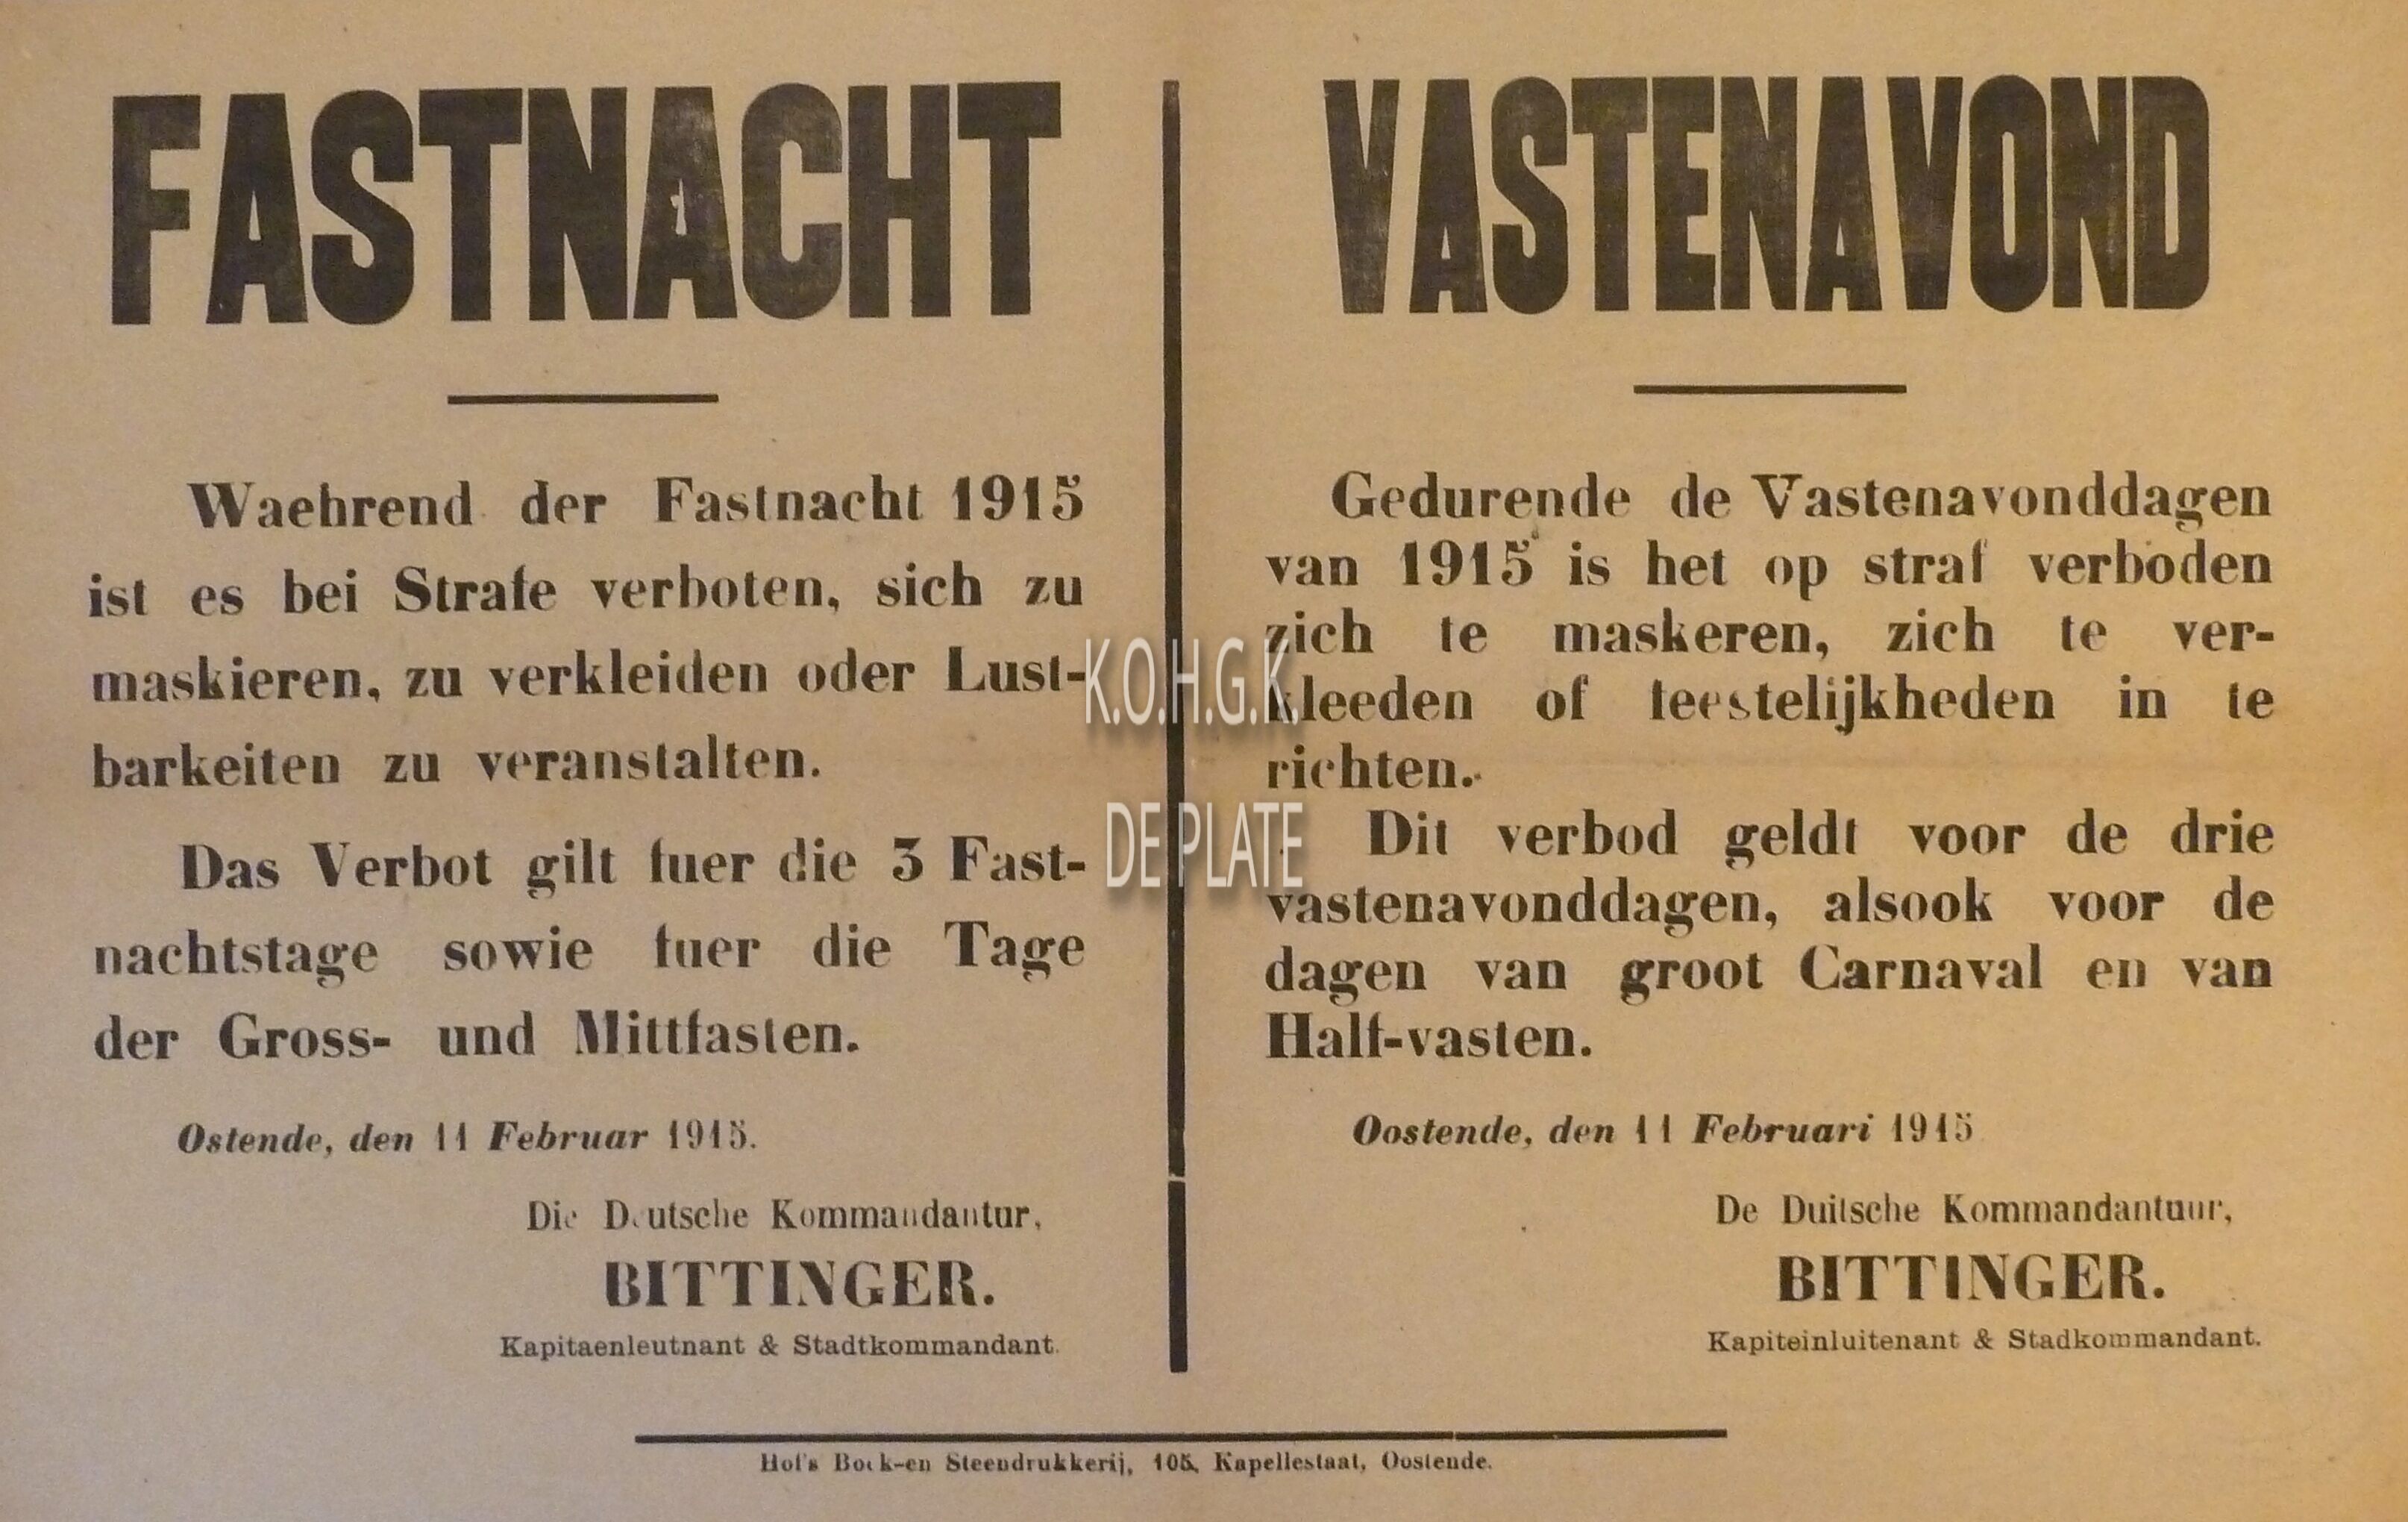 FASTNACHT
Waehrend der Fastnacht 1915
ist es bei Strafe verboten, sich zu
maskieren, zu verkleiden oder Lust-
barkeiten zu veranstalten.
Das Verbot gilt fuer die 3 Fast-
nachtstage sowie fuer die Tage
der Gross- und Mittfasten.
Ostende, den 11 Februar 1915.
Die Deutsche Kommandantur,
BITTINGER.
Kapitaenleutnant & Stadtkommandant.
VASTENAVOND
Gedurende de Vastenavonddagen
van 1915 is het op straf verboden
zich te maskeren, zich te ver-
kleeden of feestelijkheden in te
richten.
Dit verbod geldt voor de drie
vastenavonddagen, alsook voor de
dagen van groot Carnaval en van
Half-vasten.
Oostende, den 11 Februari 1915
De Duitsche Kommandantuur,
BITTINGER.
Kapiteinluitenant & Stadkommandant.
Hof's Boek-en Steendrukkerij, 105, Kapellestaat, Oostende.
K.O.H.G.K.
DE PLATE